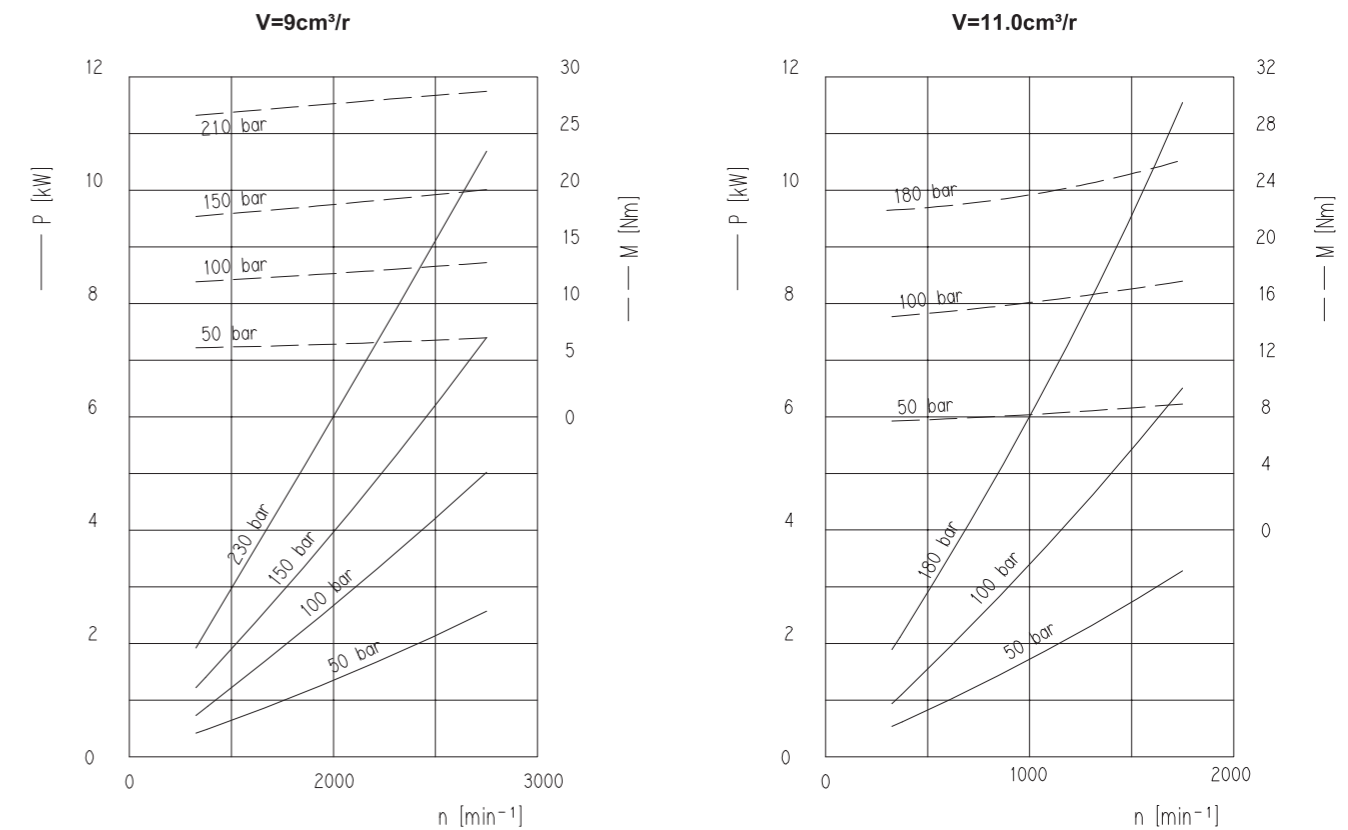 V=9cm³/r
12
10
8
6
4
2
0
P [kW]
30
25
20
15
10
5
0
M [Nm]
210 bar
150 bar
100 bar
50 bar
230 bar
150 bar
100 bar
50 bar
0
2000
3000
n [min⁻¹]
V=11.0cm³/r
12
10
8
6
4
2
0
P [kW]
32
28
24
20
16
12
8
4
0
M [Nm]
180 bar
100 bar
50 bar
180 bar
100 bar
50 bar
0
1000
2000
n [min⁻¹]